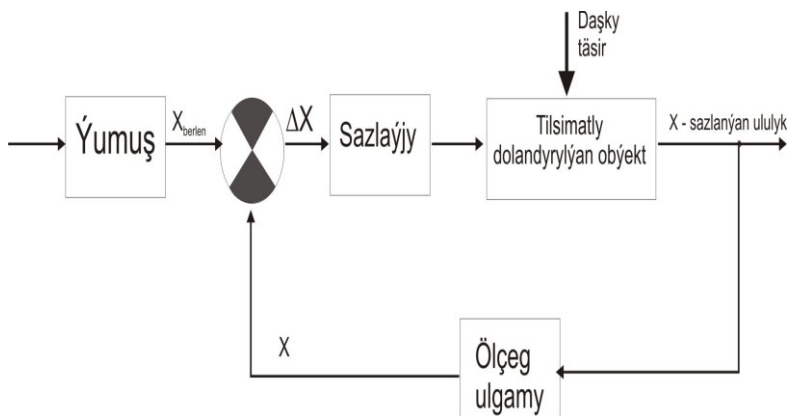 Daşky
täsir
Ýumuş
X berlen
ΔX
Sazlaýjy
Tilsimatly
dolandyrylýan obýekt
X - sazlanýan ululyk
X
Ölçeg
ulgamy